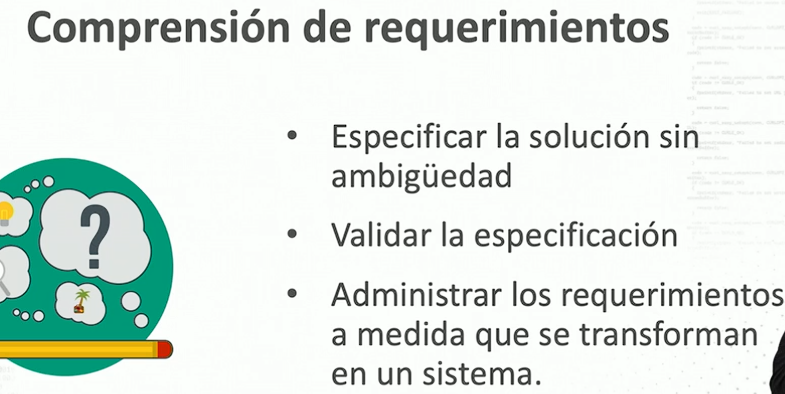 Comprensión de requerimientos
• Especificar la solución sin
ambigüedad
• Validar la especificación
• Administrar los requerimientos
a medida que se transforman
en un sistema.
?